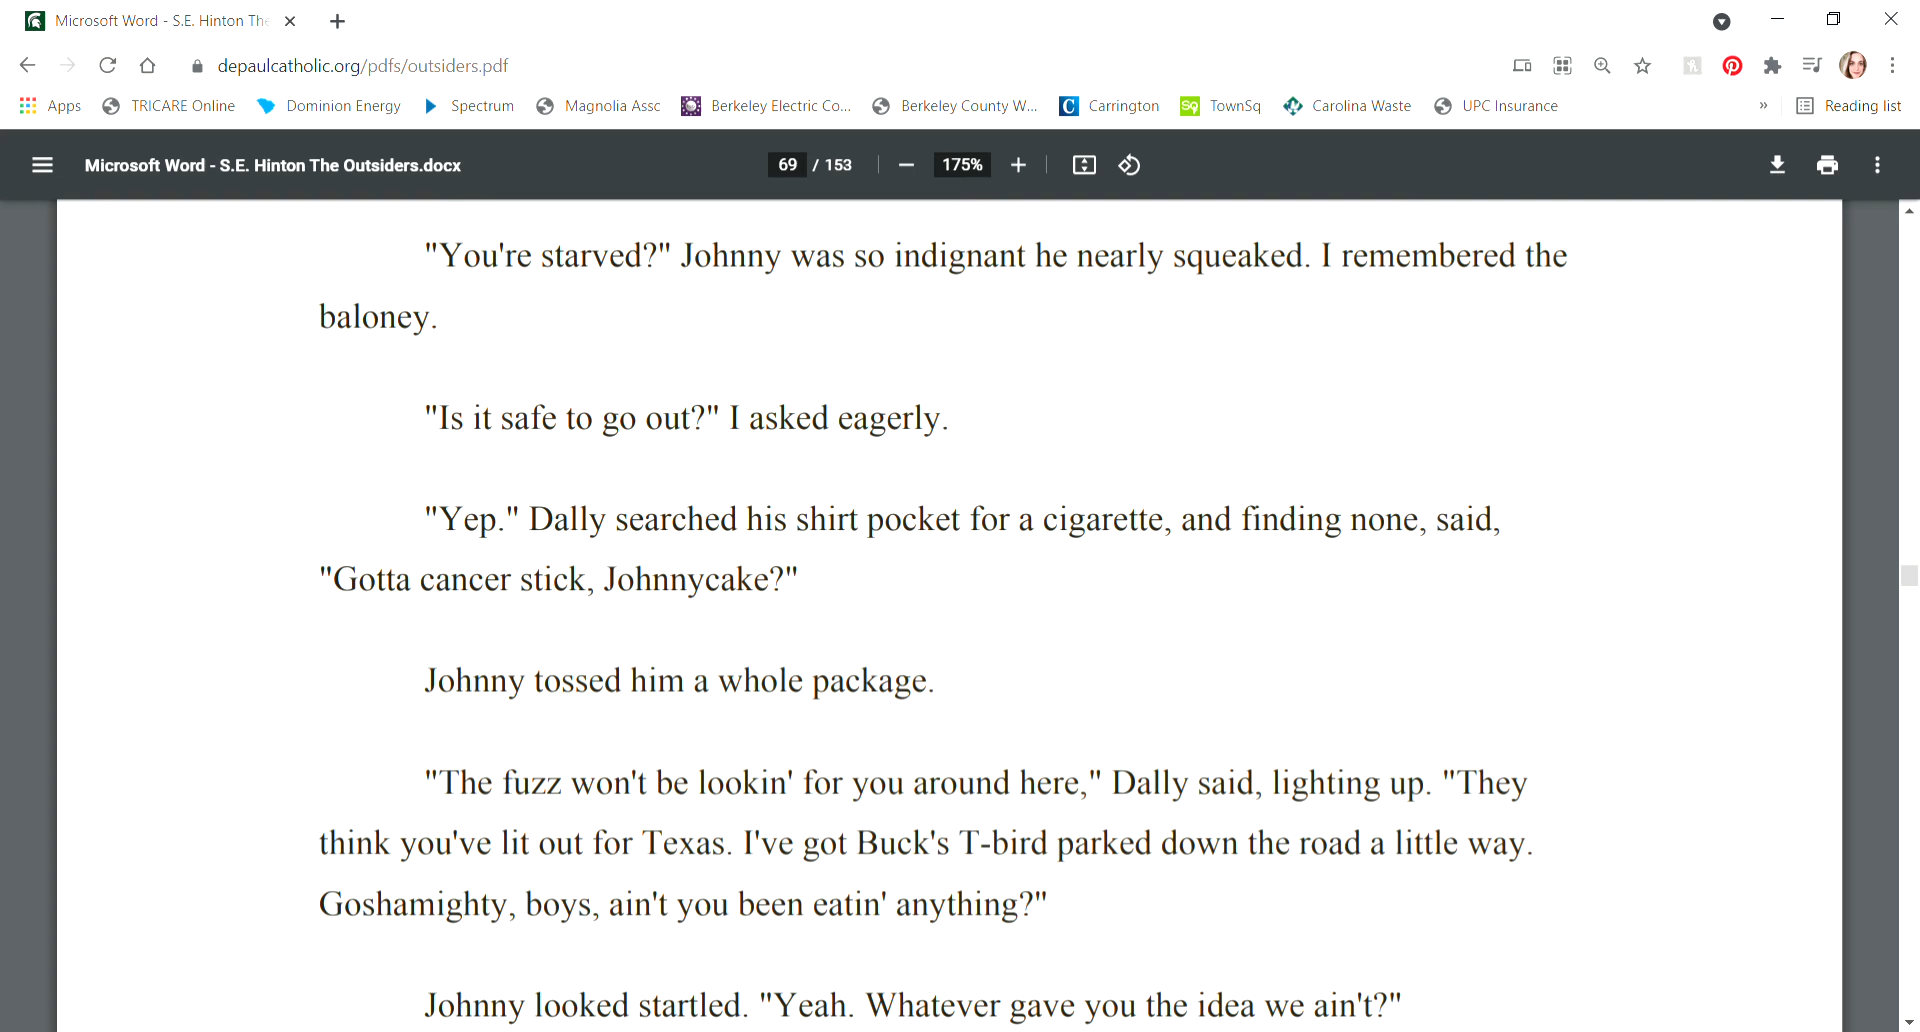 Microsoft Word - S.E. Hinton The
depaulcatholic.org/pdfs/outsiders.pdf
Apps TRICARE Online Dominion Energy Spectrum Magnolia Assc Berkeley Electric Co... Berkeley County W... Carrington TownSq Carolina Waste UPC Insurance » Reading list
Microsoft Word - S.E. Hinton The Outsiders.docx 69 / 153 175%
"You're starved?" Johnny was so indignant he nearly squeaked. I remembered the
baloney.
"Is it safe to go out?" I asked eagerly.
"Yep." Dally searched his shirt pocket for a cigarette, and finding none, said,
"Gotta cancer stick, Johnnycake?"
Johnny tossed him a whole package.
"The fuzz won't be lookin' for you around here," Dally said, lighting up. "They
think you've lit out for Texas. I've got Buck's T-bird parked down the road a little way.
Goshamighty, boys, ain't you been eatin' anything?"
Johnny looked startled. "Yeah. Whatever gave you the idea we ain't?"